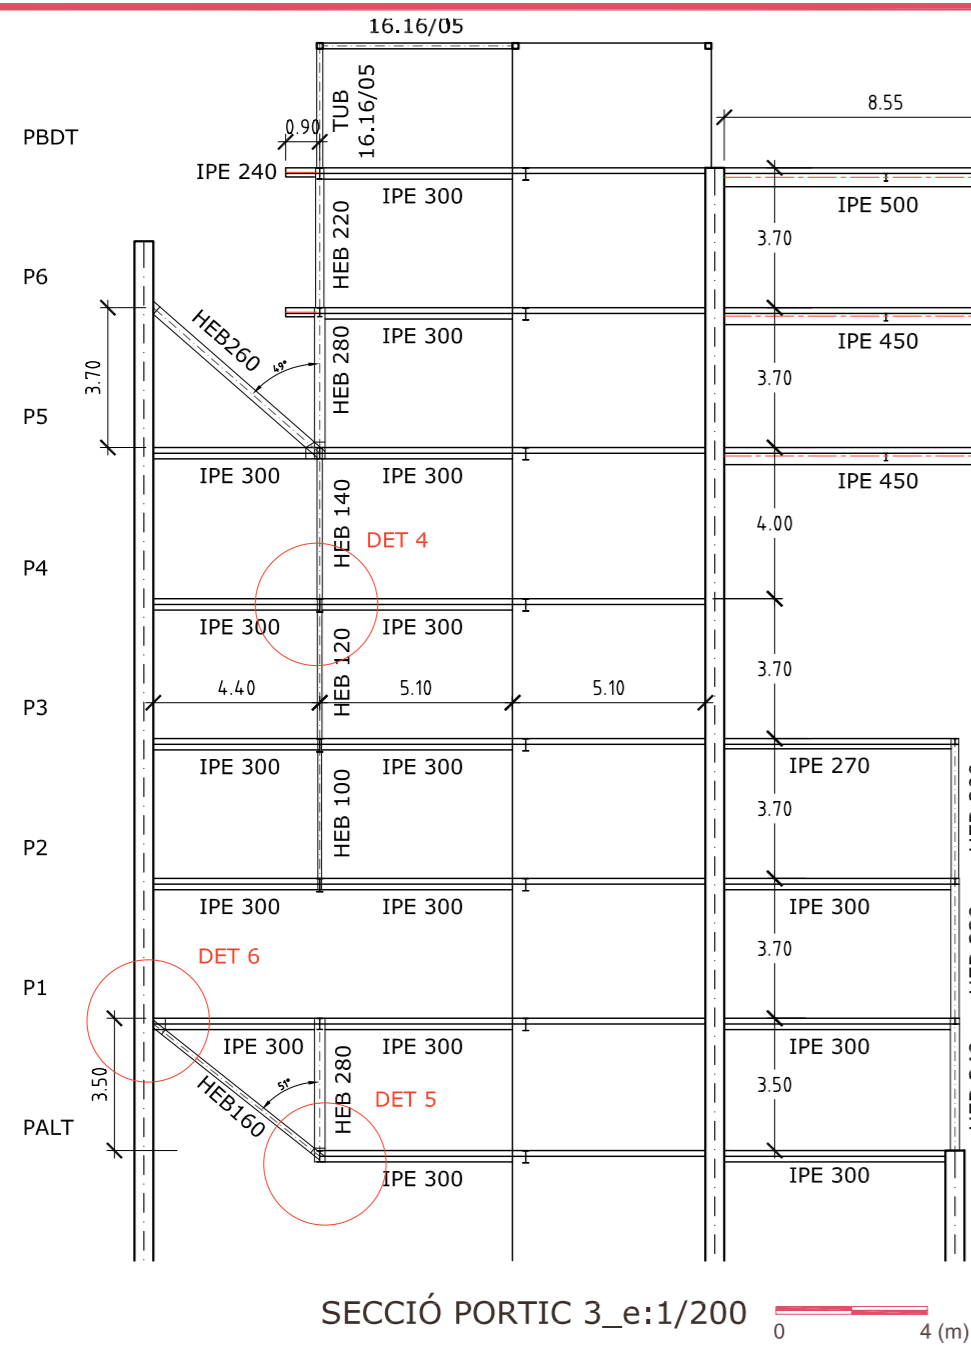 16.16/05
TUB
16.16/05
8.55
PBDT
0.90
IPE 240
IPE 300
IPE 500
HEB 220
3.70
P6
HEB260
49°
HEB 280
IPE 300
IPE 450
3.70
3.70
P5
IPE 300
IPE 300
IPE 450
HEB 140
4.00
DET 4
P4
IPE 300
IPE 300
HEB 120
3.70
4.40
5.10
5.10
P3
IPE 300
IPE 300
IPE 270
HEB 100
3.70
P2
IPE 300
IPE 300
IPE 300
DET 6
3.70
P1
IPE 300
IPE 300
IPE 300
3.50
51°
HEB160
HEB 280
3.50
DET 5
PALT
IPE 300
IPE 300
SECCIÓ PORTIC 3_e:1/200
0
4 (m)